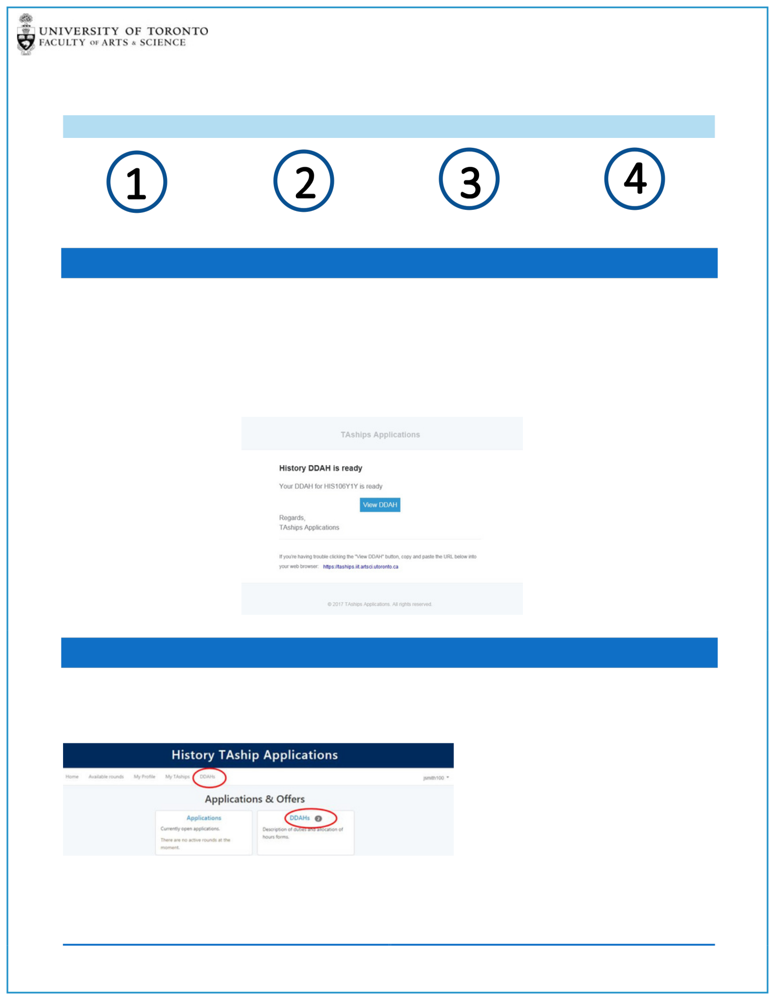 UNIVERSITY OF TORONTO
FACULTY OF ARTS & SCIENCE
1 2 3 4
TAships Applications
History DDAH is ready
Your DDAH for HIS106Y1Y is ready
View DDAH
Regards,
TAships Applications
If you're having trouble clicking the "View DDAH" button, copy and paste the URL below into
your web browser: https://taships.iit.artsci.utoronto.ca
© 2017 TAships Applications. All rights reserved.
History TAship Applications
Home Available rounds My Profile My TAships DDAHs jsmith100
Applications & Offers
Applications
Currently open applications.
There are no active rounds at the
moment.
DDAHs 2
Description of duties and allocation of
hours forms.